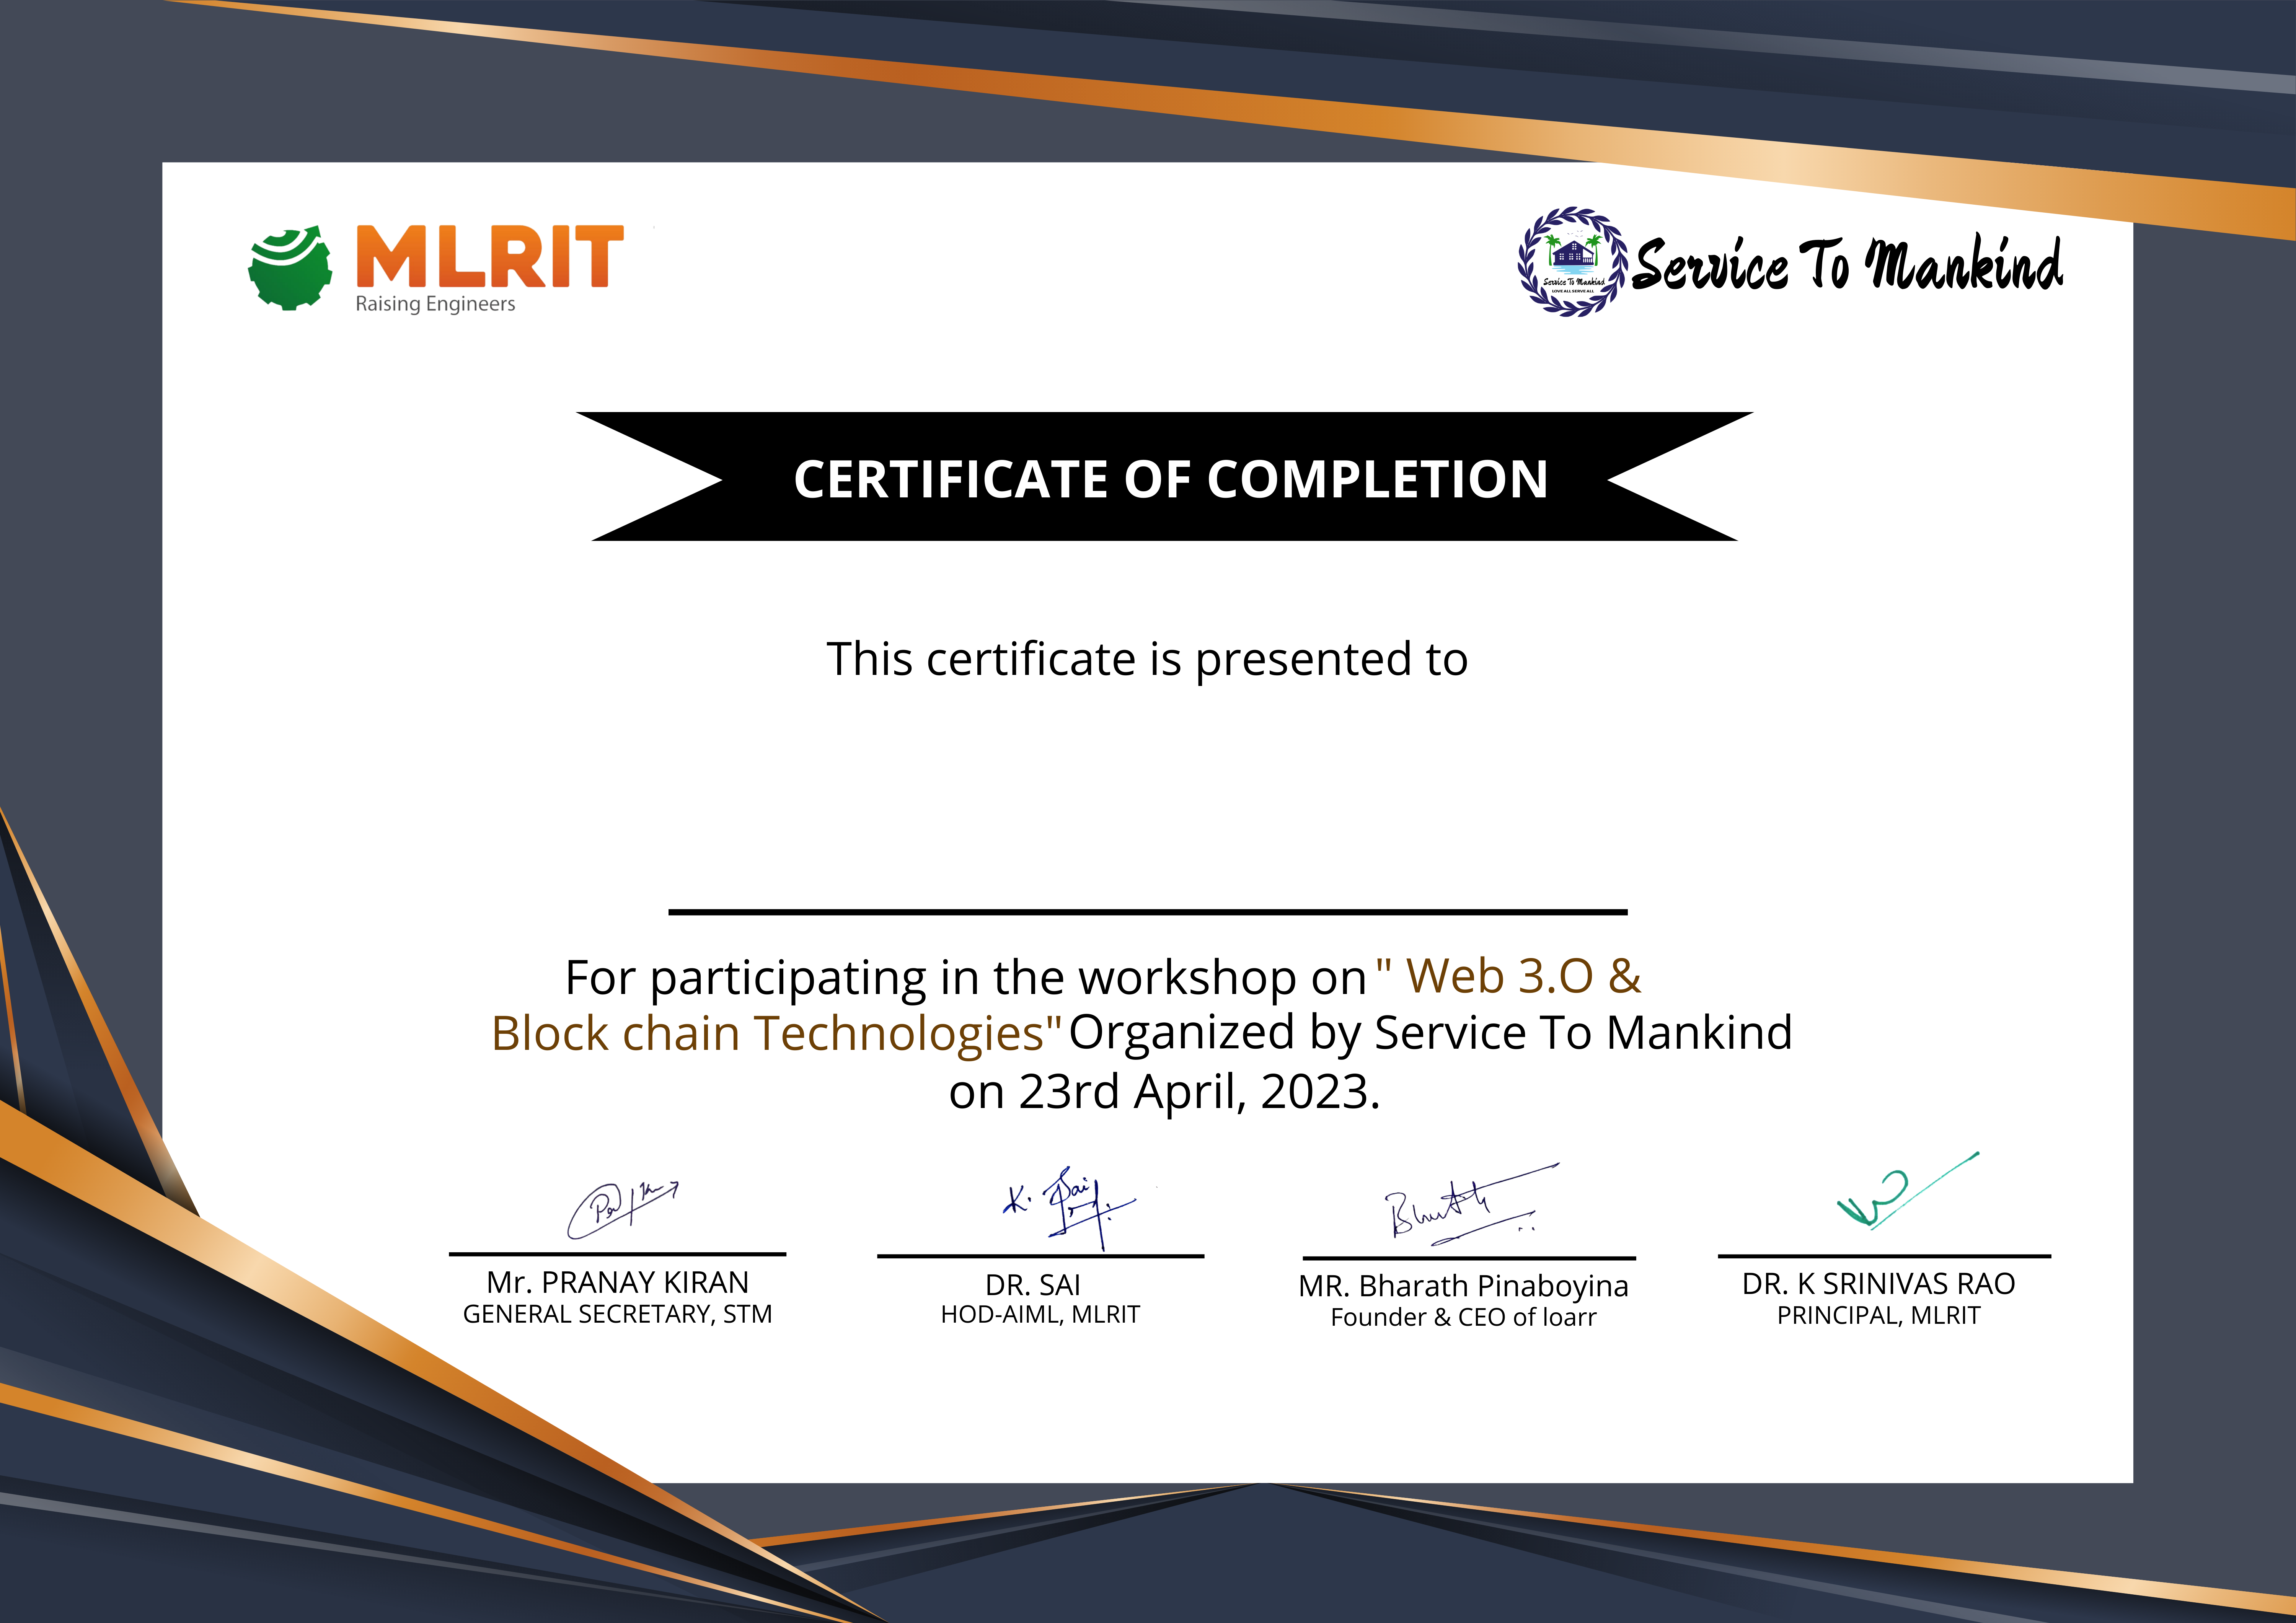 MLRIT
Raising Engineers
Service To Mankind
LOVE ALL SERVE ALL
Service To Mankind
CERTIFICATE OF COMPLETION
This certificate is presented to
For participating in the workshop on " Web 3.O &
Block chain Technologies" Organized by Service To Mankind
on 23rd April, 2023.
K. Sai
Mr. PRANAY KIRAN
GENERAL SECRETARY, STM
DR. SAI
HOD-AIML, MLRIT
MR. Bharath Pinaboyina
Founder & CEO of loarr
DR. K SRINIVAS RAO
PRINCIPAL, MLRIT